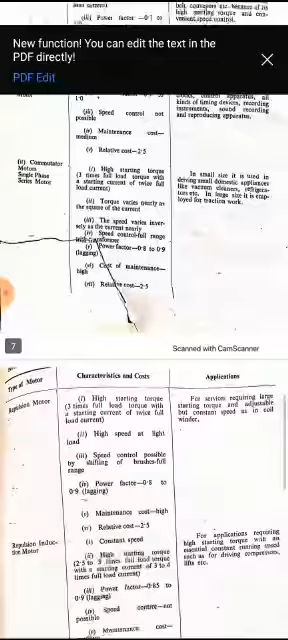 (iii) Power factor—0·7 to
high starting torque and con-
venient speed control.
New function! You can edit the text in the
PDF directly!
PDF Edit
1·0
kinds of timing devices, recording
instruments, sound recording
and reproducing apparatus.
(iii) Speed control not
possible
(iv) Maintenance cost—
medium
(v) Relative cost—2·5
(ii) Commutator
Motors
Single Phase
Series Motor
(i) High starting torque
(3 times full load torque with
a starting current of twice full
load current)
In small size it is used in
driving small domestic appliances
like vacuum cleaners, refrigera-
tors etc. In large size it is emp-
loyed for traction work.
(ii) Torque varies nearly as
the square of the current
(iii) The speed varies inver-
sely as the current nearly
(iv) Speed control-full range
(v) Power factor—0·8 to 0·9
(lagging)
(vi) Cost of maintenance—
high
(vii) Relative cost—2·5
7
Scanned with CamScanner
Type of Motor
Characteristics and Costs
Applications
Repulsion Motor
(i) High starting torque
(3 times full load torque with
a starting current of twice full
load current)
For services requiring large
starting torque and adjustable
but constant speed as in coil
winder.
(ii) High speed at light
load
(iii) Speed control possible
by shifting of brushes-full
range
(iv) Power factor—0·8 to
0·9 (lagging)
(v) Maintenance cost—high
(vi) Relative cost—2·5
Repulsion Induc-
tion Motor
(i) Constant speed
(ii) High starting torque
(2·5 to 3 times full load torque
with a starting current of 3 to 4
times full load current)
For applications requiring
high starting torque with an
essential constant running speed
such as for driving compressors,
lifts etc.
(iii) Power factor—0·85 to
0·9 (lagging)
(iv) Speed control—not
possible
(v) Maintenance cost—